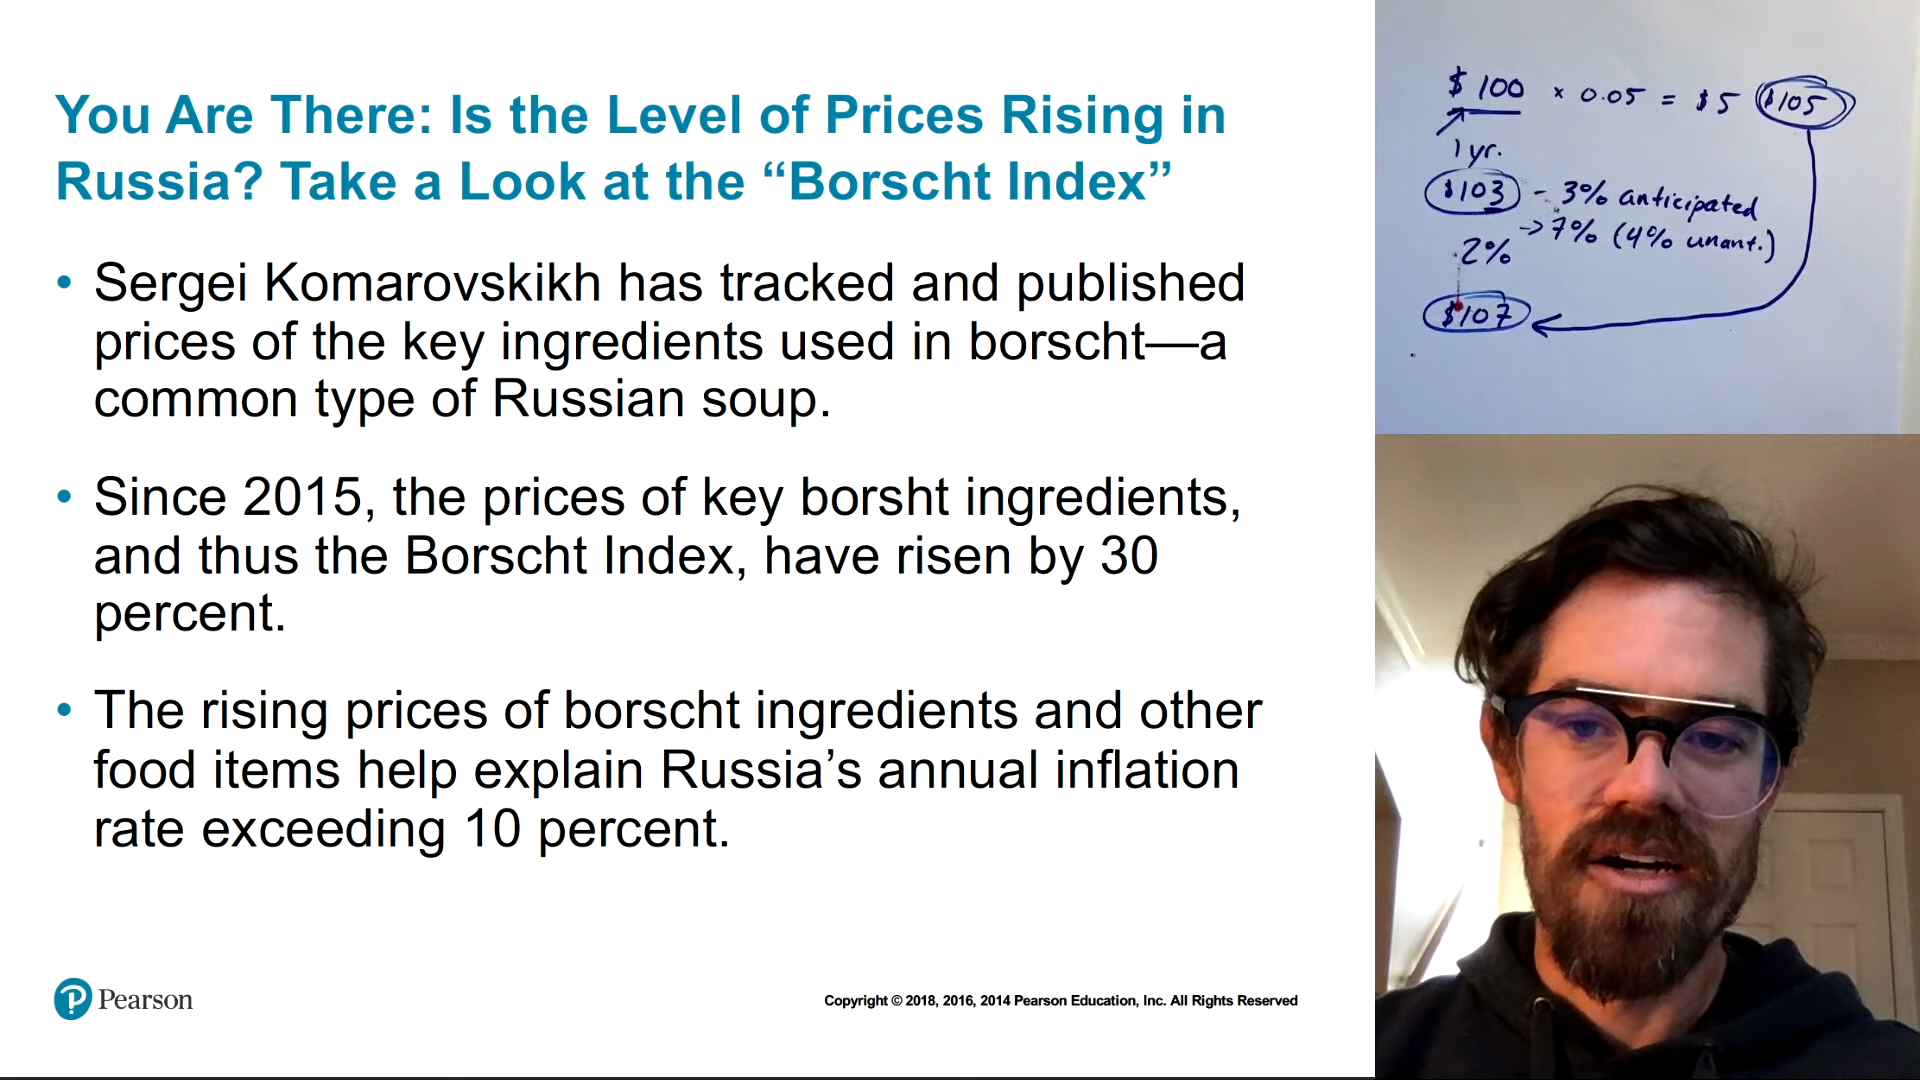 You Are There: Is the Level of Prices Rising in
Russia? Take a Look at the “Borscht Index”
• Sergei Komarovskikh has tracked and published
prices of the key ingredients used in borscht—a
common type of Russian soup.
• Since 2015, the prices of key borsht ingredients,
and thus the Borscht Index, have risen by 30
percent.
• The rising prices of borscht ingredients and other
food items help explain Russia’s annual inflation
rate exceeding 10 percent.
Pearson
Copyright © 2018, 2016, 2014 Pearson Education, Inc. All Rights Reserved
$100 × 0.05 = $5 $105
1 yr.
$103 - 3% anticipated
→ 7% (4% unant.)
2%
$107